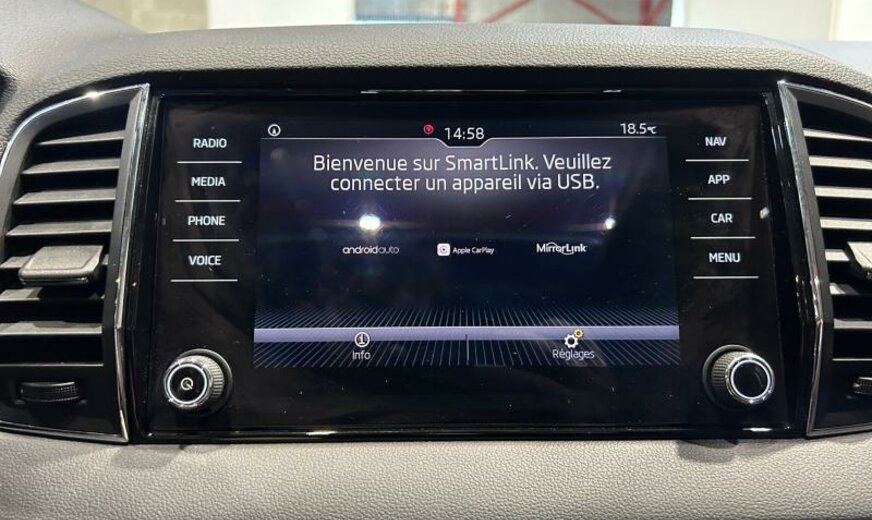 14:58
18.5°C
RADIO
MEDIA
PHONE
VOICE
Bienvenue sur SmartLink. Veuillez
connecter un appareil via USB.
androidauto
Apple CarPlay
MirrorLink
Info
Réglages
NAV
APP
CAR
MENU